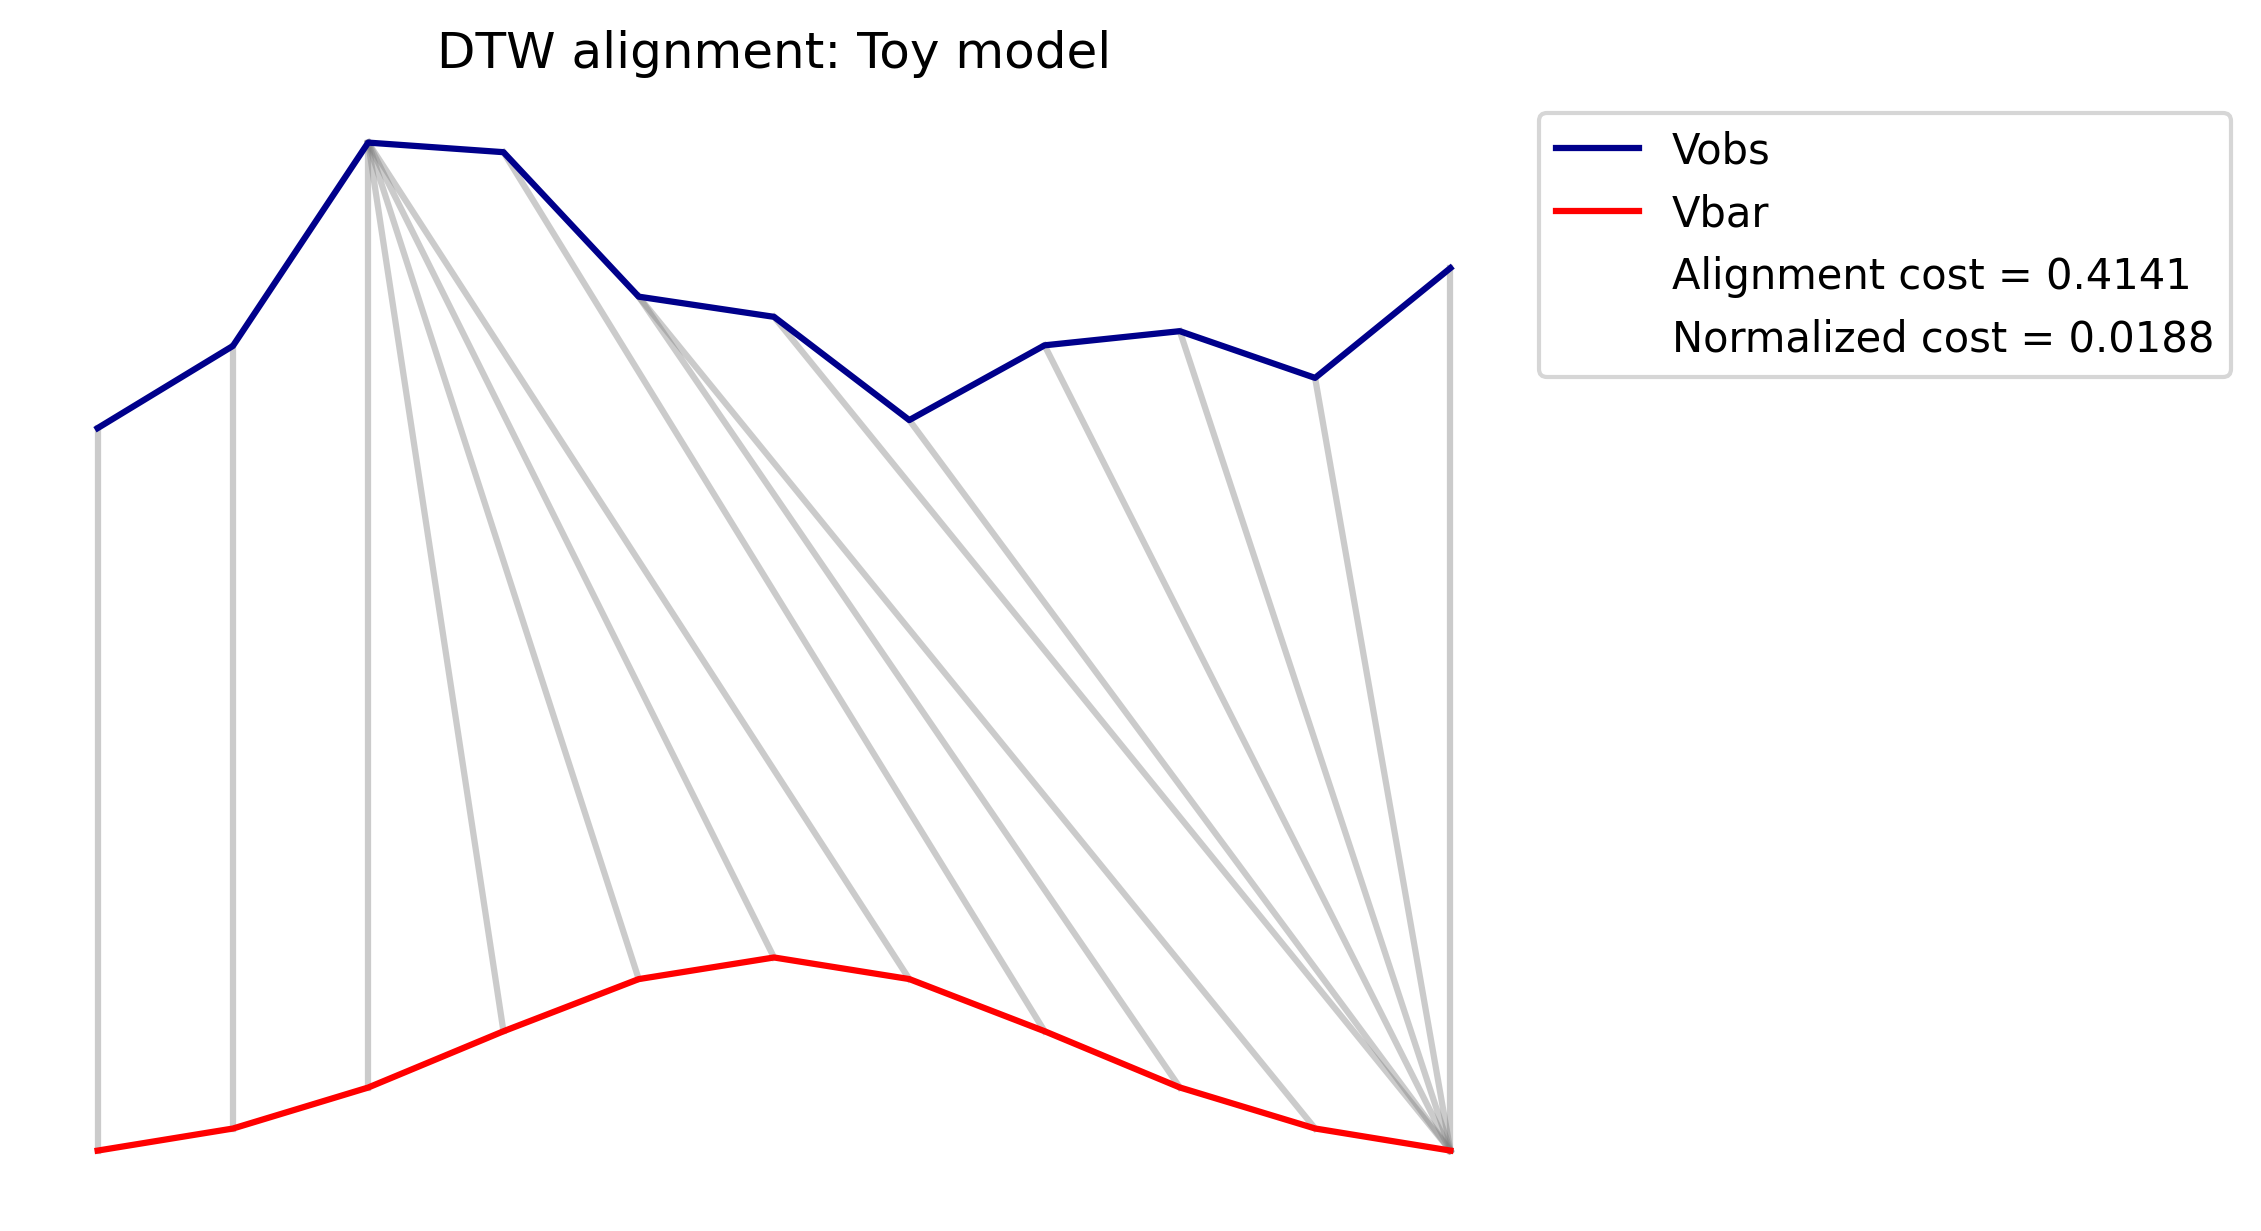 DTW alignment: Toy model
Vobs
Vbar
Alignment cost = 0.4141
Normalized cost = 0.0188